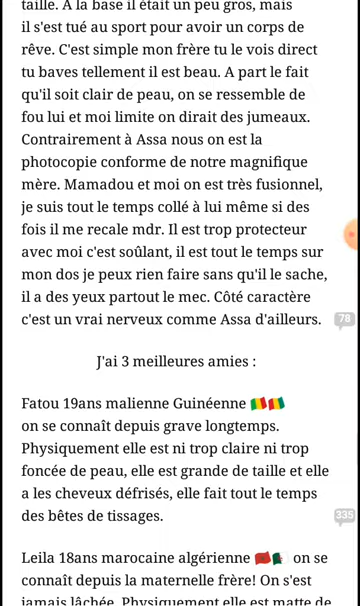 taille. A la base il était un peu gros, mais
il s'est tué au sport pour avoir un corps de
rêve. C'est simple mon frère tu le vois direct
tu baves tellement il est beau. A part le fait
qu'il soit clair de peau, on se ressemble de
fou lui et moi limite on dirait des jumeaux.
Contrairement à Assa nous on est la
photocopie conforme de notre magnifique
mère. Mamadou et moi on est très fusionnel,
je suis tout le temps collé à lui même si des
fois il me recale mdr. Il est trop protecteur
avec moi c'est soûlant, il est tout le temps sur
mon dos je peux rien faire sans qu'il le sache,
il a des yeux partout le mec. Côté caractère
c'est un vrai nerveux comme Assa d'ailleurs. 78
J'ai 3 meilleures amies :
Fatou 19ans malienne Guinéenne 🇲🇱🇬🇳
on se connaît depuis grave longtemps.
Physiquement elle est ni trop claire ni trop
foncée de peau, elle est grande de taille et elle
a les cheveux défrisés, elle fait tout le temps
des bêtes de tissages. 335
Leila 18ans marocaine algérienne 🇲🇦🇩🇿 on se
connaît depuis la maternelle frère! On s'est
jamais lâchée. Physiquement elle est matte de